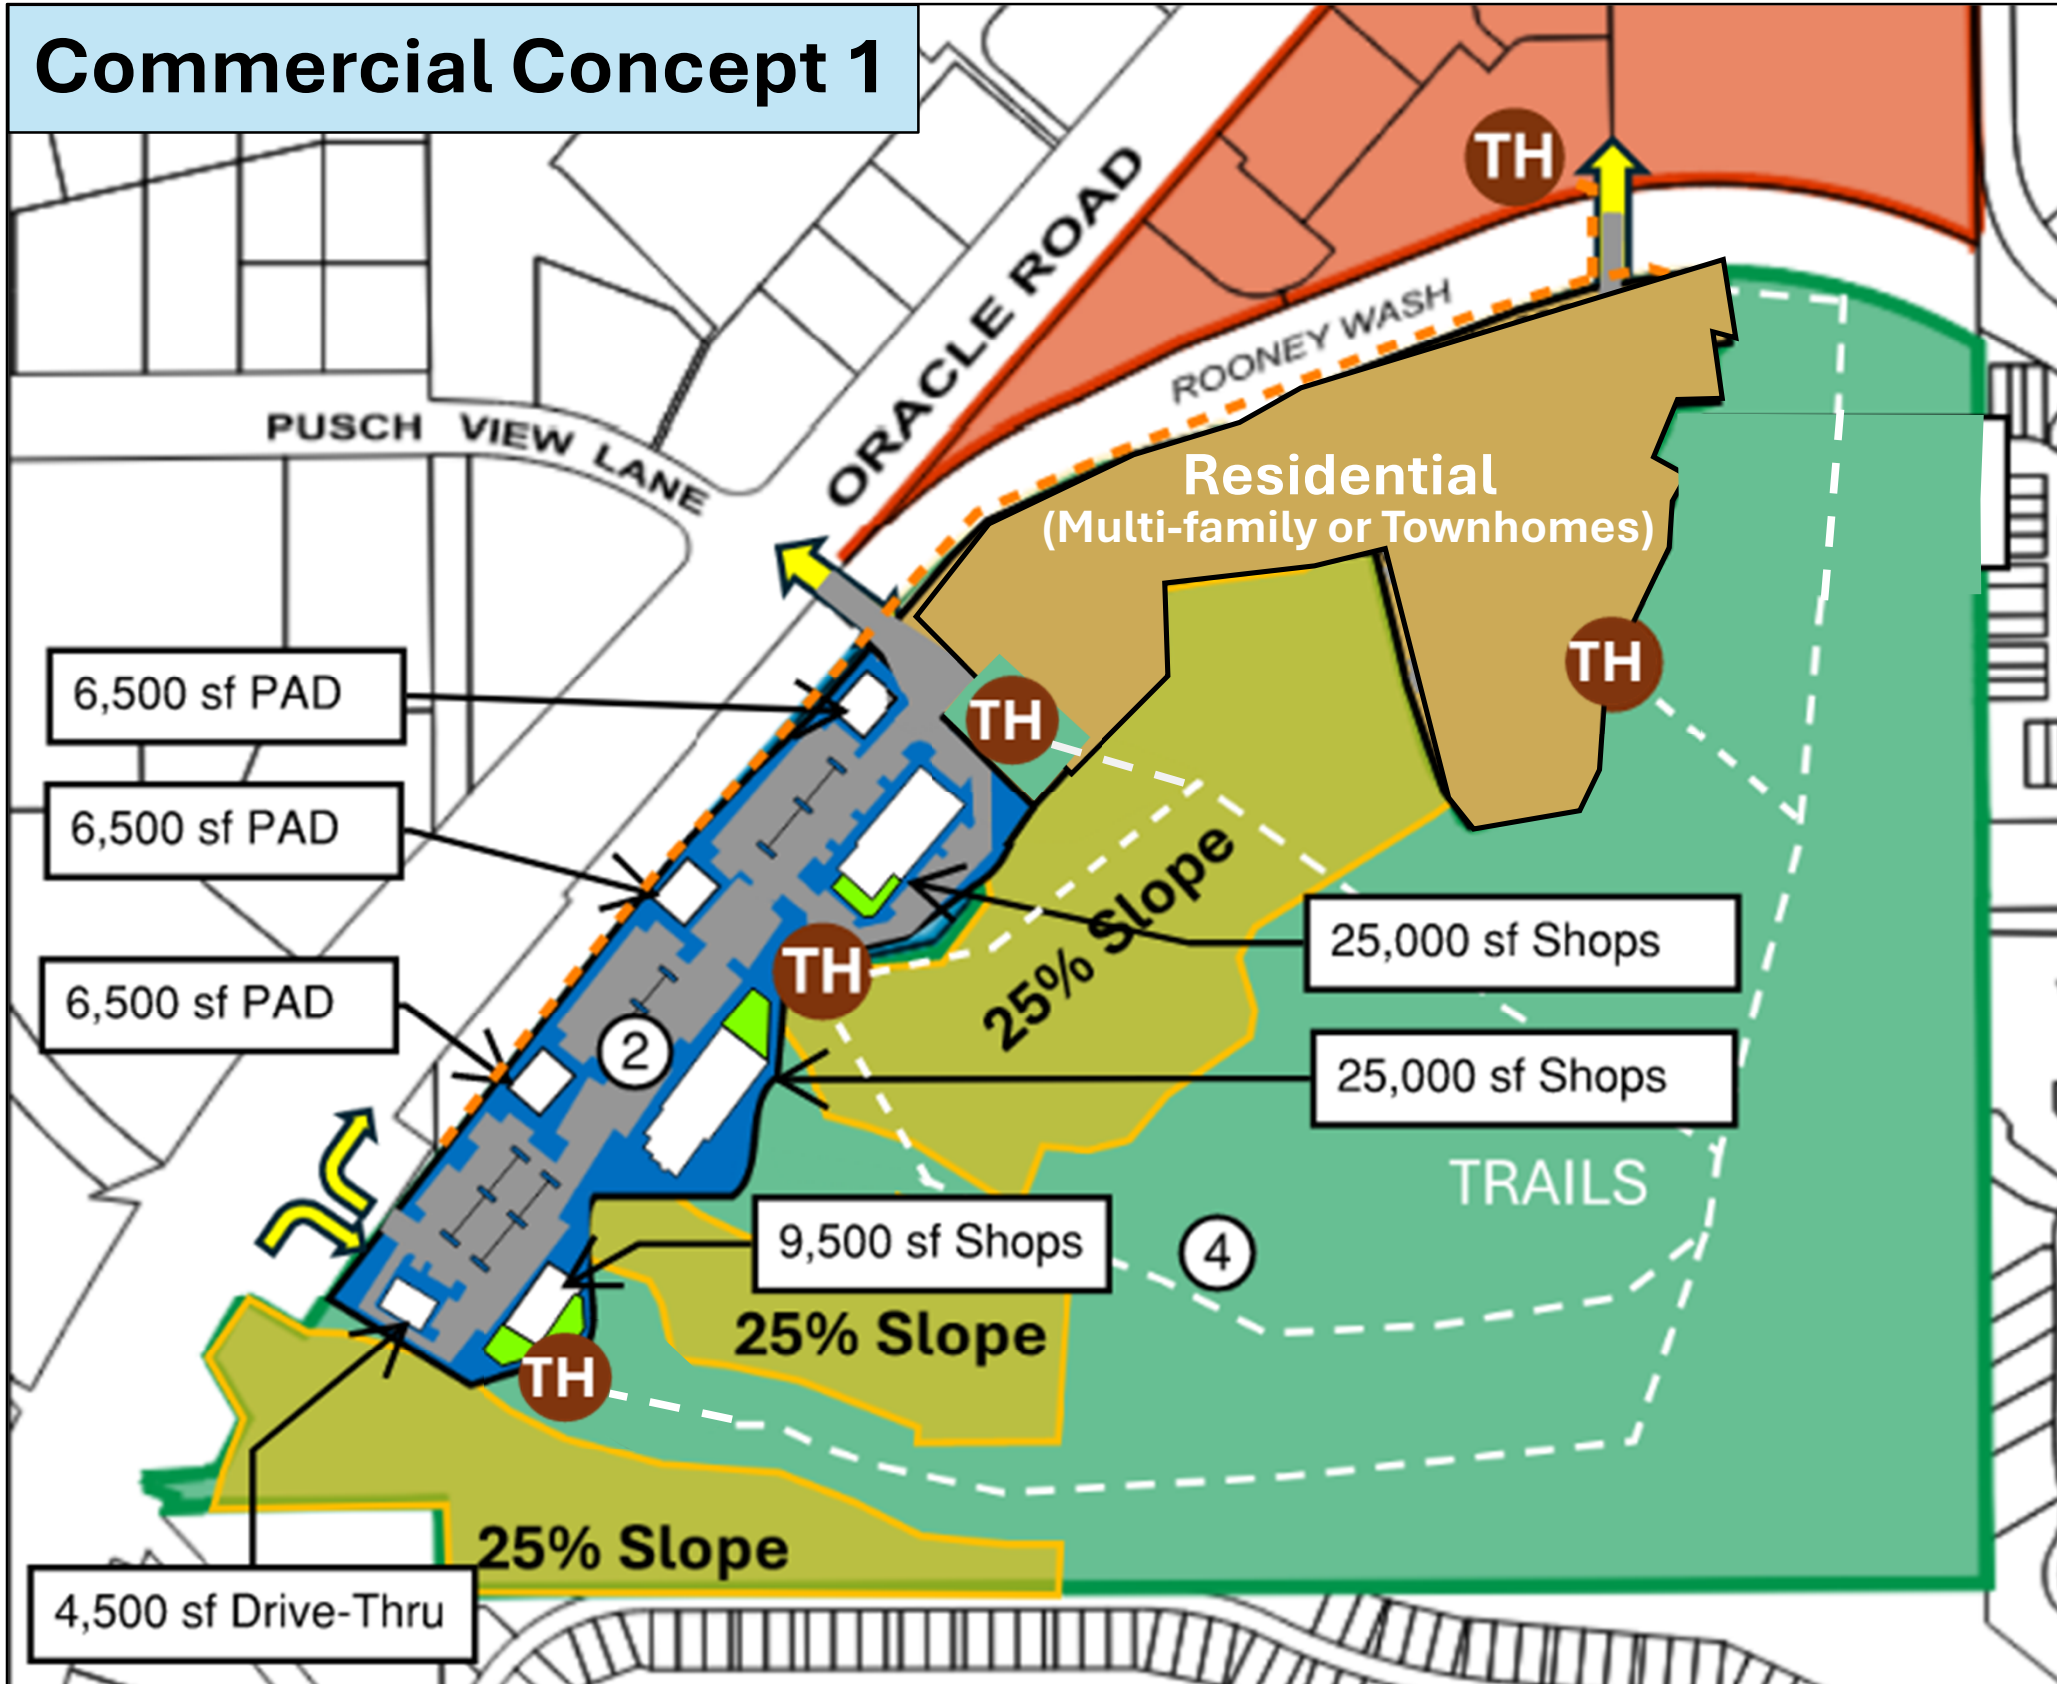 Commercial Concept 1
TH
ORACLE ROAD
ROONEY WASH
PUSCH VIEW LANE
Residential
(Multi-family or Townhomes)
TH
6,500 sf PAD
TH
6,500 sf PAD
25% Slope
25,000 sf Shops
TH
6,500 sf PAD
2
25,000 sf Shops
TRAILS
9,500 sf Shops
4
25% Slope
TH
25% Slope
4,500 sf Drive-Thru